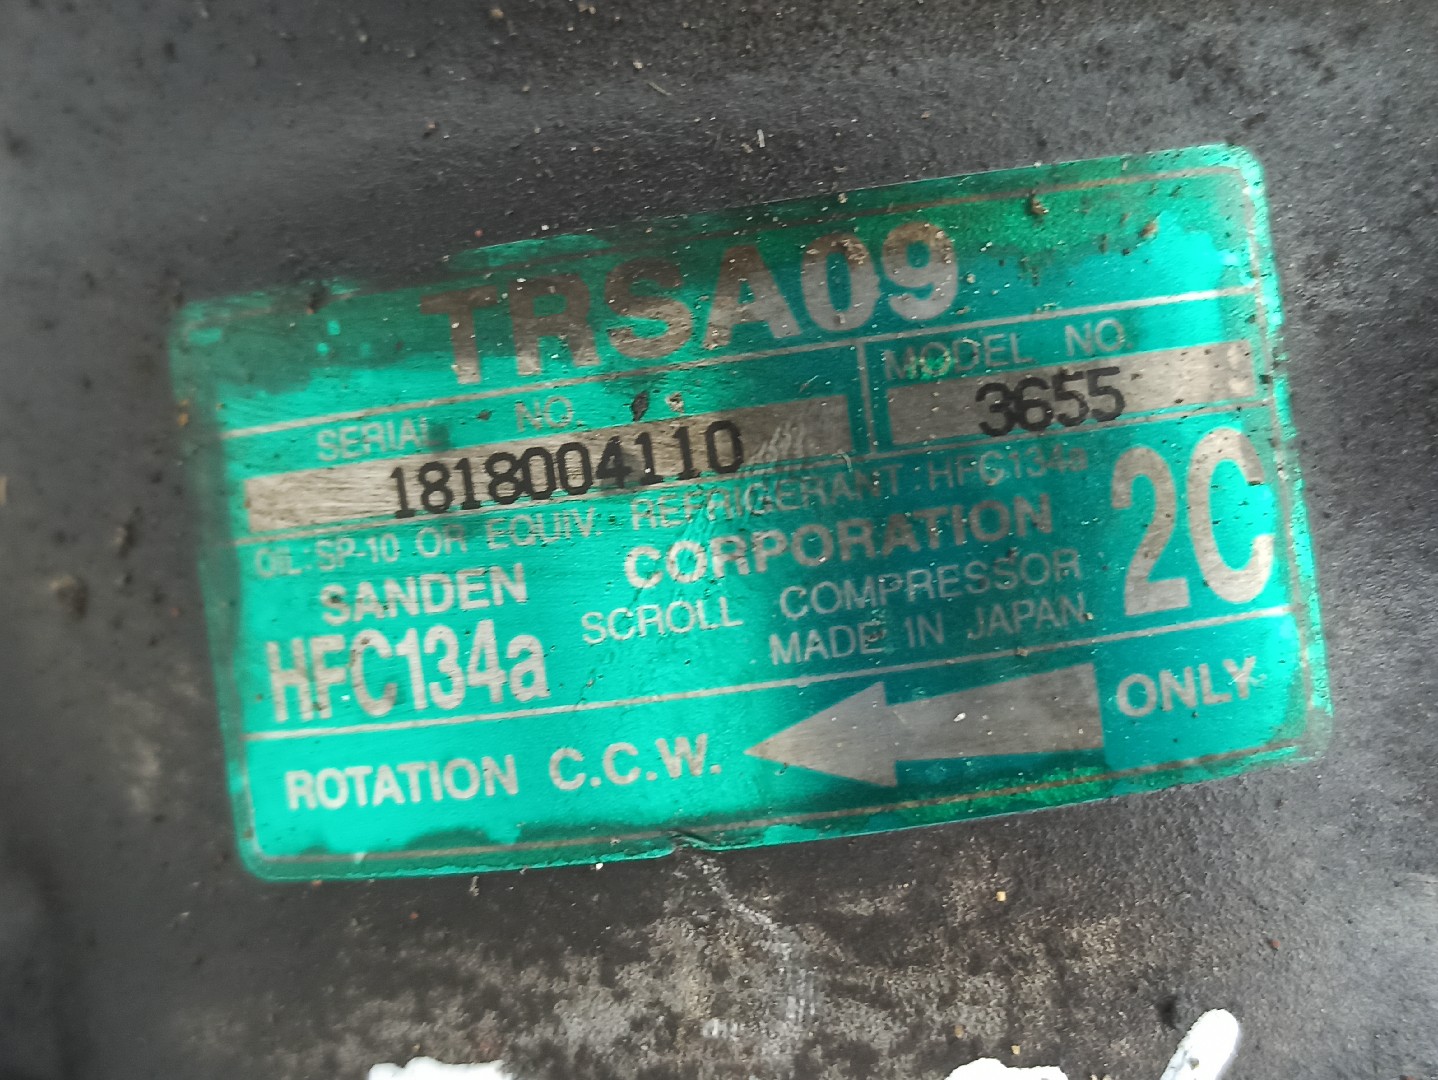 TRSA09
SERIAL NO. MODEL NO.
1818004110 3655
OIL: SP-10 OR EQUIV. REFRIGERANT : HFC134a
SANDEN CORPORATION 2C
SCROLL COMPRESSOR
HFC134a MADE IN JAPAN.
ROTATION C.C.W. ONLY